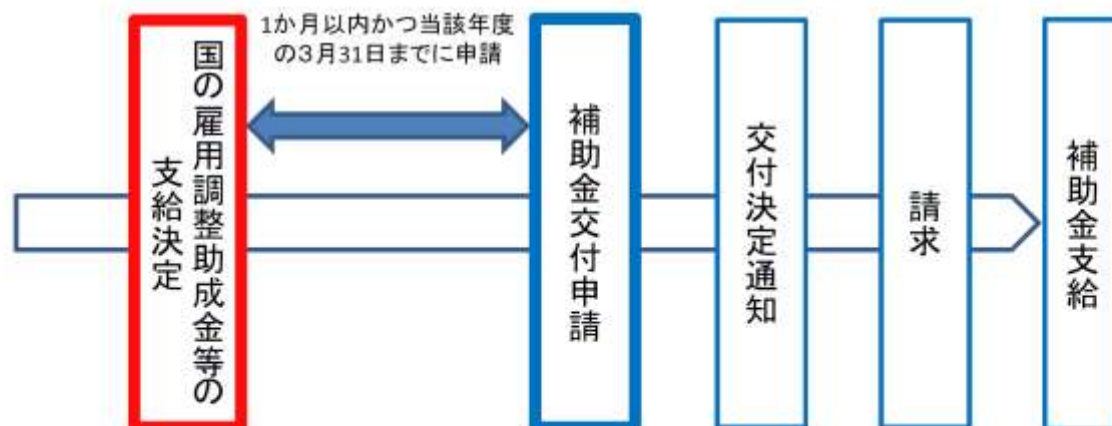 1か月以内かつ当該年度
の３月31日までに申請
国の雇用調整助成金等の
支給決定
補助金交付申請
交付決定通知
請求
補助金支給